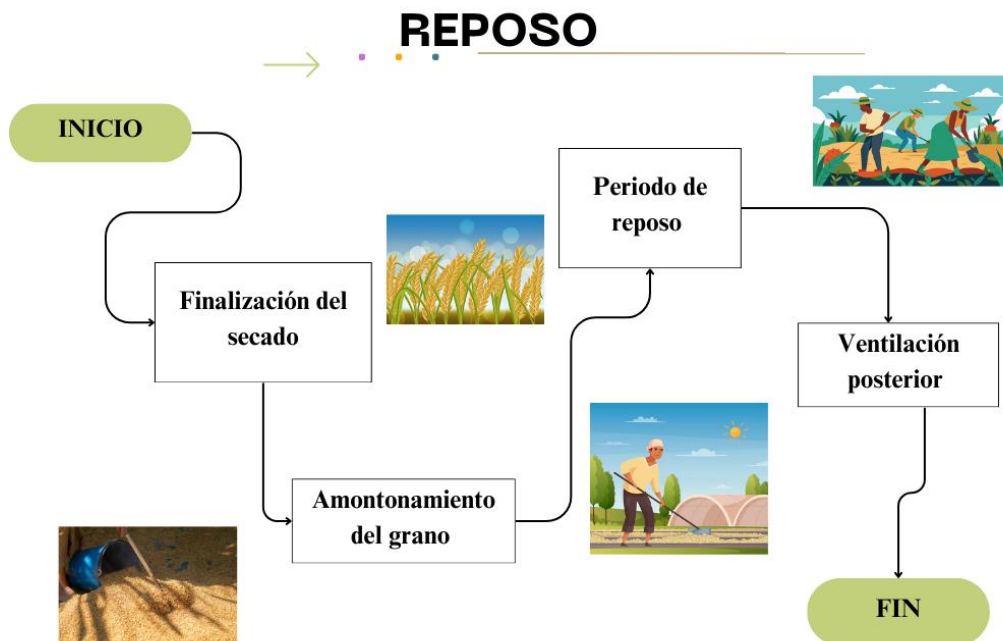 REPOSO
INICIO
Finalización del
secado
Amontonamiento
del grano
Periodo de
reposo
Ventilación
posterior
FIN